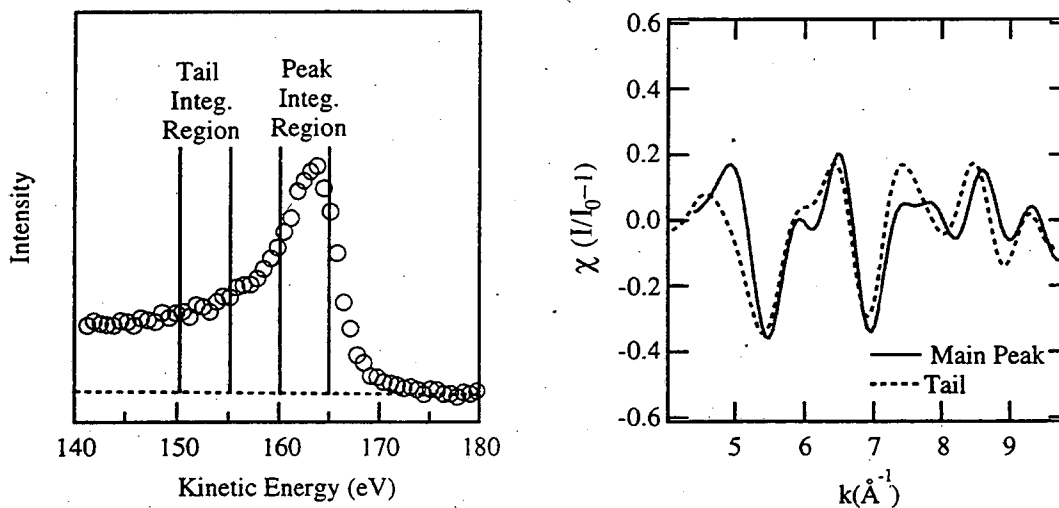 Tail
Integ.
Region
Peak
Integ.
Region
Intensity
140
150
160
170
180
Kinetic Energy (eV)
0.6
0.4
0.2
0.0
-0.2
-0.4
-0.6
χ (I/I₀−1)
Main Peak
Tail
5
6
7
8
9
k(Å⁻¹)